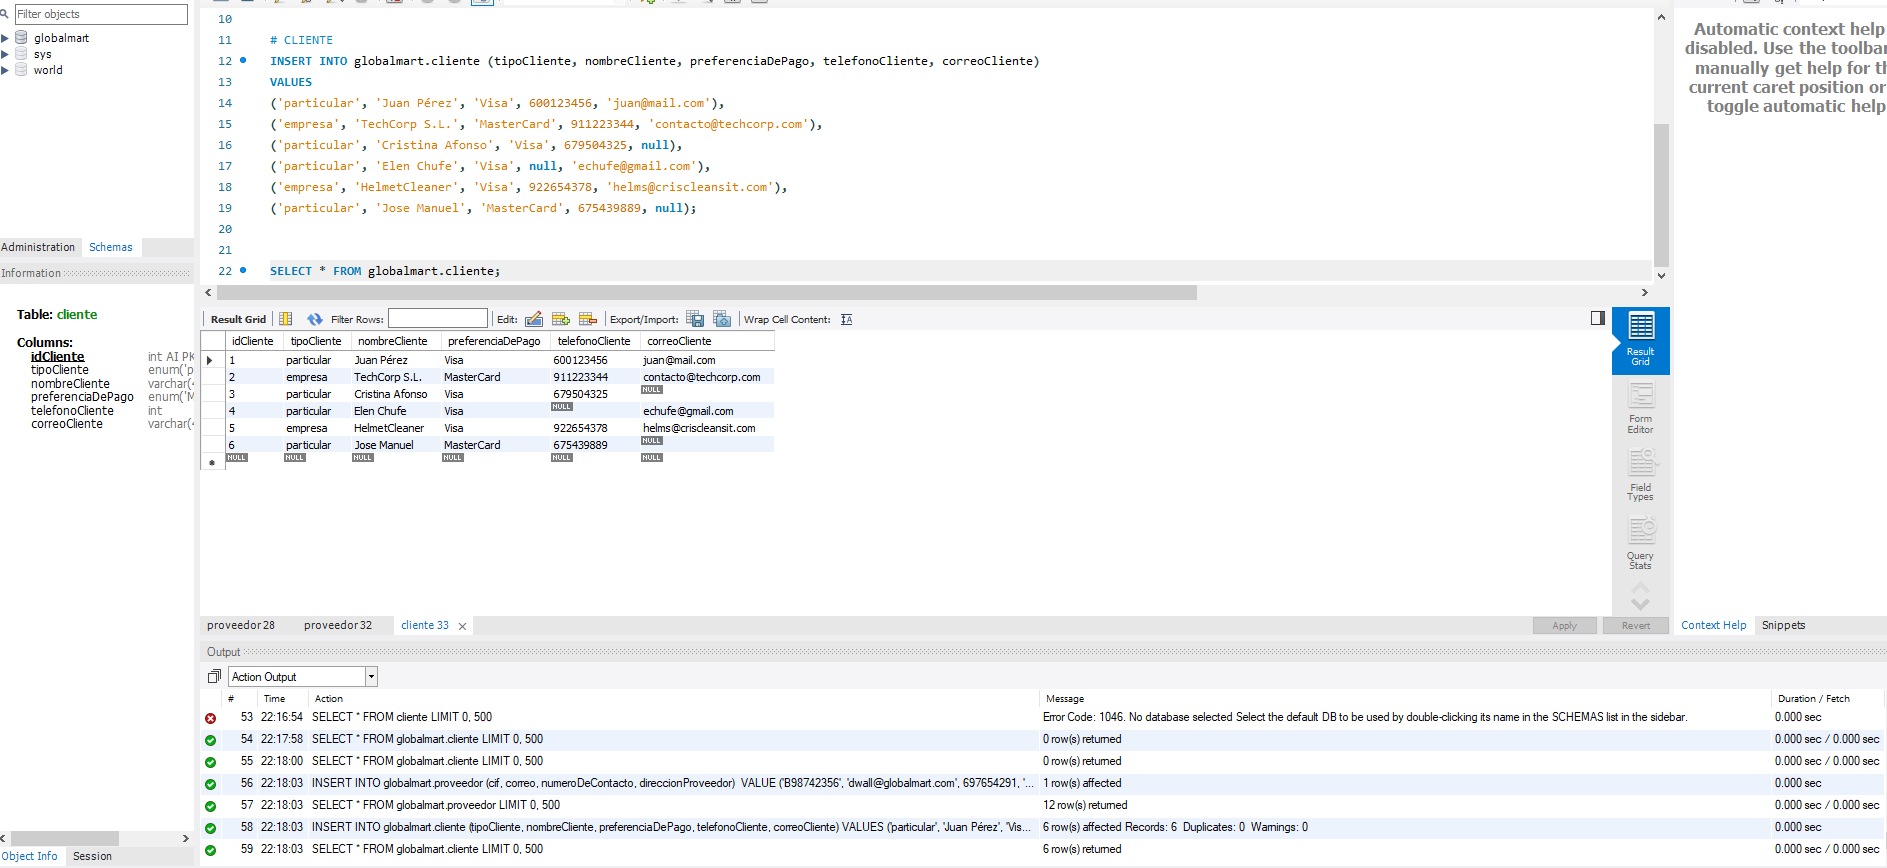 Filter objects
globalmart
sys
world
Administration Schemas
Information
Table: cliente
Columns:
idCliente int AI PK
tipoCliente enum('p
nombreCliente varchar(4
preferenciaDePago enum('M
telefonoCliente int
correoCliente varchar(4
Object Info Session
10
11 # CLIENTE
12 INSERT INTO globalmart.cliente (tipoCliente, nombreCliente, preferenciaDePago, telefonoCliente, correoCliente)
13 VALUES
14 ('particular', 'Juan Pérez', 'Visa', 600123456, 'juan@mail.com'),
15 ('empresa', 'TechCorp S.L.', 'MasterCard', 911223344, 'contacto@techcorp.com'),
16 ('particular', 'Cristina Afonso', 'Visa', 679504325, null),
17 ('particular', 'Elen Chufe', 'Visa', null, 'echufe@gmail.com'),
18 ('empresa', 'HelmetCleaner', 'Visa', 922654378, 'helms@criscleansit.com'),
19 ('particular', 'Jose Manuel', 'MasterCard', 675439889, null);
20
21
22 SELECT * FROM globalmart.cliente;
Result Grid Filter Rows: Edit: Export/Import: Wrap Cell Content:
idCliente tipoCliente nombreCliente preferenciaDePago telefonoCliente correoCliente
1 particular Juan Pérez Visa 600123456 juan@mail.com
2 empresa TechCorp S.L. MasterCard 911223344 contacto@techcorp.com
3 particular Cristina Afonso Visa 679504325 NULL
4 particular Elen Chufe Visa NULL echufe@gmail.com
5 empresa HelmetCleaner Visa 922654378 helms@criscleansit.com
6 particular Jose Manuel MasterCard 675439889 NULL
NULL NULL NULL NULL NULL NULL
Result
Grid
Form
Editor
Field
Types
Query
Stats
proveedor 28 proveedor 32 cliente 33
Apply Revert
Automatic context help
disabled. Use the toolbar
manually get help for th
current caret position or
toggle automatic help
Context Help Snippets
Output
Action Output
# Time Action Message Duration / Fetch
53 22:16:54 SELECT * FROM cliente LIMIT 0, 500 Error Code: 1046. No database selected Select the default DB to be used by double-clicking its name in the SCHEMAS list in the sidebar. 0.000 sec
54 22:17:58 SELECT * FROM globalmart.cliente LIMIT 0, 500 0 row(s) returned 0.000 sec / 0.000 sec
55 22:18:00 SELECT * FROM globalmart.cliente LIMIT 0, 500 0 row(s) returned 0.000 sec / 0.000 sec
56 22:18:03 INSERT INTO globalmart.proveedor (cif, correo, numeroDeContacto, direccionProveedor) VALUE ('B98742356', 'dwall@globalmart.com', 697654291, '... 1 row(s) affected 0.000 sec
57 22:18:03 SELECT * FROM globalmart.proveedor LIMIT 0, 500 12 row(s) returned 0.000 sec / 0.000 sec
58 22:18:03 INSERT INTO globalmart.cliente (tipoCliente, nombreCliente, preferenciaDePago, telefonoCliente, correoCliente) VALUES ('particular', 'Juan Pérez', 'Vis... 6 row(s) affected Records: 6 Duplicates: 0 Warnings: 0 0.000 sec
59 22:18:03 SELECT * FROM globalmart.cliente LIMIT 0, 500 6 row(s) returned 0.000 sec / 0.000 sec